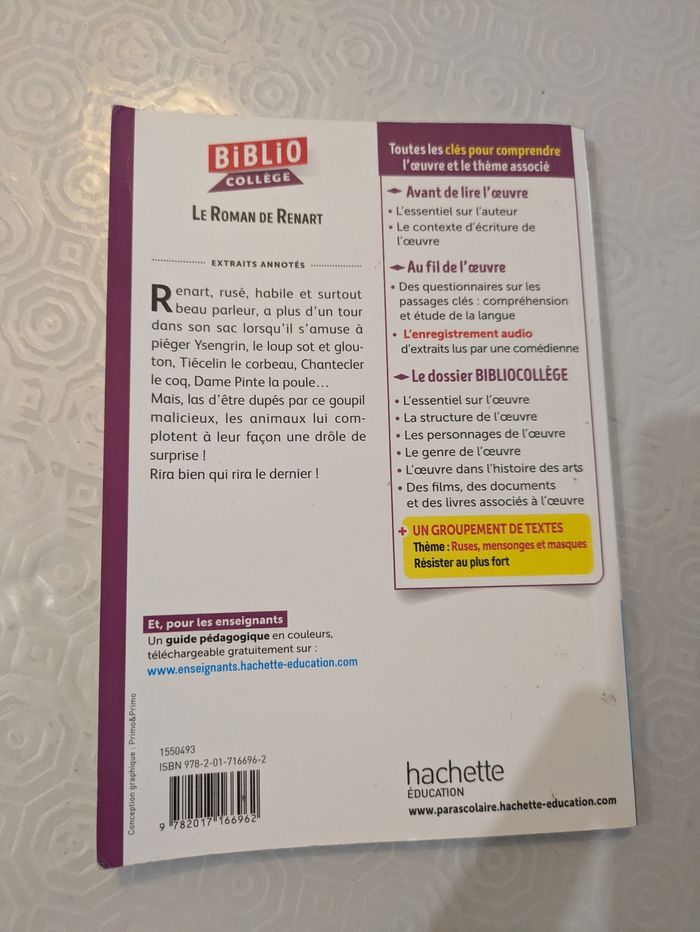 BiBLiO
COLLÈGE
LE ROMAN DE RENART
EXTRAITS ANNOTÉS
Renart, rusé, habile et surtout
beau parleur, a plus d'un tour
dans son sac lorsqu'il s'amuse à
piéger Ysengrin, le loup sot et glou-
ton, Tiécelin le corbeau, Chantecler
le coq, Dame Pinte la poule...
Mais, las d'être dupés par ce goupil
malicieux, les animaux lui com-
plotent à leur façon une drôle de
surprise !
Rira bien qui rira le dernier !
Et, pour les enseignants
Un guide pédagogique en couleurs,
téléchargeable gratuitement sur :
www.enseignants.hachette-education.com
Conception graphique : Primo&Primo
1550493
ISBN 978-2-01-716696-2
9 782017 166962
Toutes les clés pour comprendre
l'œuvre et le thème associé
Avant de lire l'œuvre
• L'essentiel sur l'auteur
• Le contexte d'écriture de
l'œuvre
Au fil de l'œuvre
• Des questionnaires sur les
passages clés : compréhension
et étude de la langue
• L'enregistrement audio
d'extraits lus par une comédienne
Le dossier BIBLIOCOLLÈGE
• L'essentiel sur l'œuvre
• La structure de l'œuvre
• Les personnages de l'œuvre
• Le genre de l'œuvre
• L'œuvre dans l'histoire des arts
• Des films, des documents
et des livres associés à l'œuvre
+ UN GROUPEMENT DE TEXTES
Thème : Ruses, mensonges et masques
Résister au plus fort
hachette
ÉDUCATION
www.parascolaire.hachette-education.com